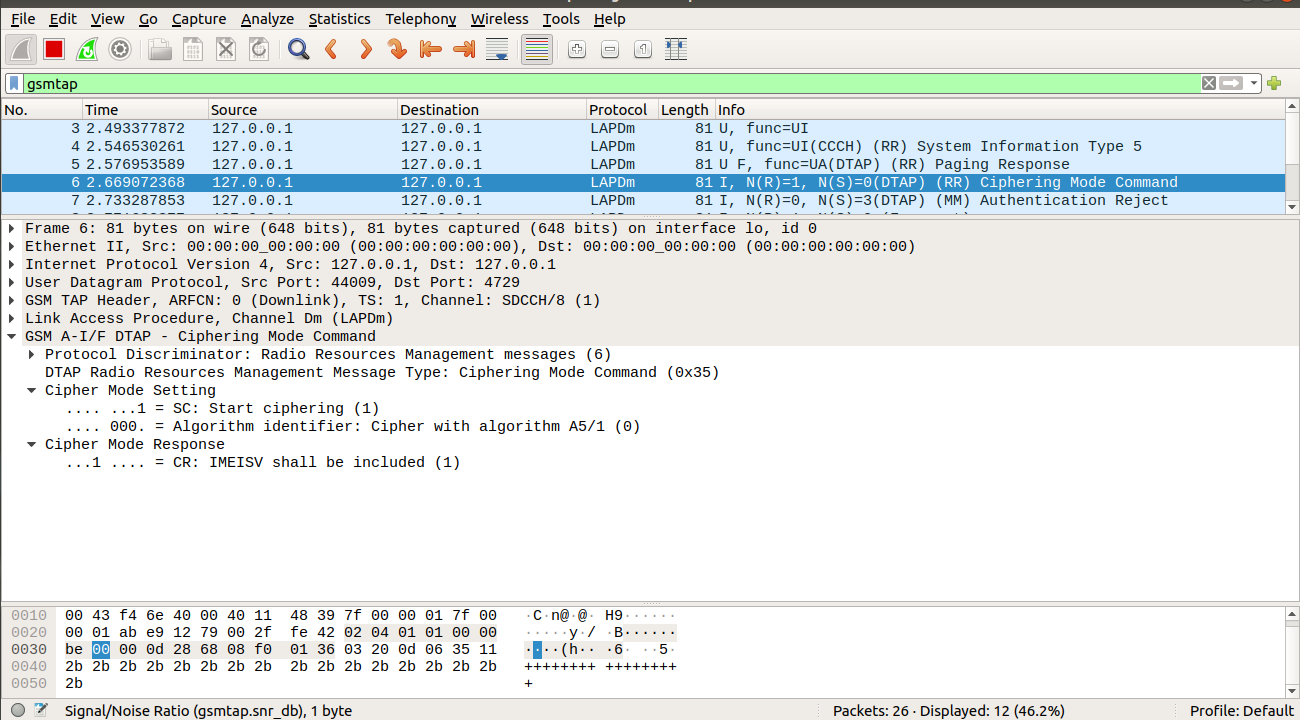 File Edit View Go Capture Analyze Statistics Telephony Wireless Tools Help
gsmtap
No. Time Source Destination Protocol Length Info
3 2.493377872 127.0.0.1 127.0.0.1 LAPDm 81 U, func=UI
4 2.546530261 127.0.0.1 127.0.0.1 LAPDm 81 U, func=UI(CCCH) (RR) System Information Type 5
5 2.576953589 127.0.0.1 127.0.0.1 LAPDm 81 U F, func=UA(DTAP) (RR) Paging Response
6 2.669072368 127.0.0.1 127.0.0.1 LAPDm 81 I, N(R)=1, N(S)=0(DTAP) (RR) Ciphering Mode Command
7 2.733287853 127.0.0.1 127.0.0.1 LAPDm 81 I, N(R)=0, N(S)=3(DTAP) (MM) Authentication Reject
Frame 6: 81 bytes on wire (648 bits), 81 bytes captured (648 bits) on interface lo, id 0
Ethernet II, Src: 00:00:00_00:00:00 (00:00:00:00:00:00), Dst: 00:00:00_00:00:00 (00:00:00:00:00:00)
Internet Protocol Version 4, Src: 127.0.0.1, Dst: 127.0.0.1
User Datagram Protocol, Src Port: 44009, Dst Port: 4729
GSM TAP Header, ARFCN: 0 (Downlink), TS: 1, Channel: SDCCH/8 (1)
Link Access Procedure, Channel Dm (LAPDm)
GSM A-I/F DTAP - Ciphering Mode Command
Protocol Discriminator: Radio Resources Management messages (6)
DTAP Radio Resources Management Message Type: Ciphering Mode Command (0x35)
Cipher Mode Setting
.... ...1 = SC: Start ciphering (1)
.... 000. = Algorithm identifier: Cipher with algorithm A5/1 (0)
Cipher Mode Response
...1 .... = CR: IMEISV shall be included (1)
0010 00 43 f4 6e 40 00 40 11 48 39 7f 00 00 01 7f 00 ·C·n@·@· H9······
0020 00 01 ab e9 12 79 00 2f fe 42 02 04 01 01 00 00 ·····y·/ ·B······
0030 be 00 00 0d 28 68 08 f0 01 36 03 20 0d 06 35 11 ····(h·· ·6· ··5·
0040 2b 2b 2b 2b 2b 2b 2b 2b 2b 2b 2b 2b 2b 2b 2b 2b ++++++++ ++++++++
0050 2b +
Signal/Noise Ratio (gsmtap.snr_db), 1 byte Packets: 26 · Displayed: 12 (46.2%) Profile: Default